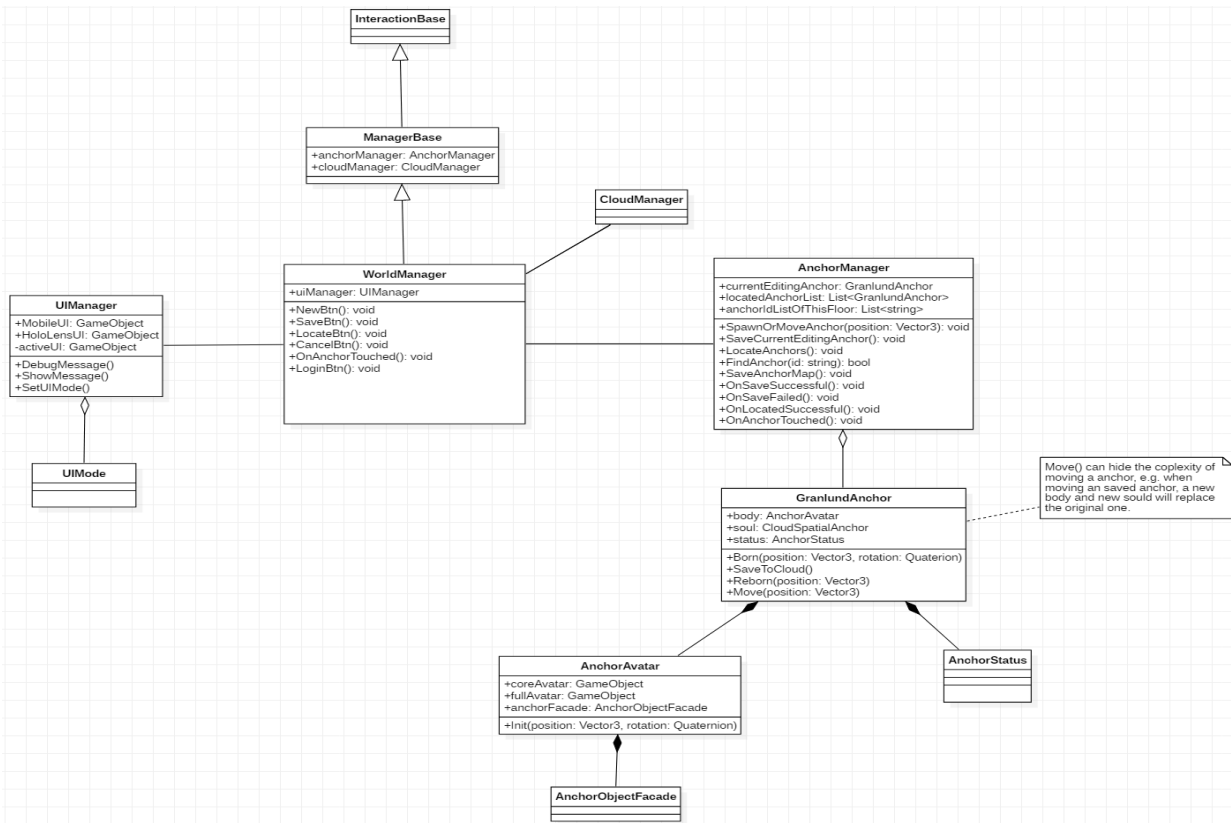 InteractionBase
ManagerBase
+anchorManager: AnchorManager
+cloudManager: CloudManager
CloudManager
WorldManager
+uiManager: UIManager
+NewBtn(): void
+SaveBtn(): void
+LocateBtn(): void
+CancelBtn(): void
+OnAnchorTouched(): void
+LoginBtn(): void
AnchorManager
+currentEditingAnchor: GranlundAnchor
+locatedAnchorList: List<GranlundAnchor>
+anchorIdListOfThisFloor: List<string>
+SpawnOrMoveAnchor(position: Vector3): void
+SaveCurrentEditingAnchor(): void
+LocateAnchors(): void
+FindAnchor(id: string): bool
+SaveAnchorMap(): void
+OnSaveSuccessful(): void
+OnSaveFailed(): void
+OnLocatedSuccessful(): void
+OnAnchorTouched(): void
UIManager
+MobileUI: GameObject
+HoloLensUI: GameObject
-activeUI: GameObject
+DebugMessage()
+ShowMessage()
+SetUIMode()
UIMode
Move() can hide the coplexity of
moving a anchor, e.g. when
moving an saved anchor, a new
body and new sould will replace
the original one.
GranlundAnchor
+body: AnchorAvatar
+soul: CloudSpatialAnchor
+status: AnchorStatus
+Born(position: Vector3, rotation: Quaterion)
+SaveToCloud()
+Reborn(position: Vector3)
+Move(position: Vector3)
AnchorAvatar
+coreAvatar: GameObject
+fullAvatar: GameObject
+anchorFacade: AnchorObjectFacade
+Init(position: Vector3, rotation: Quaternion)
AnchorStatus
AnchorObjectFacade